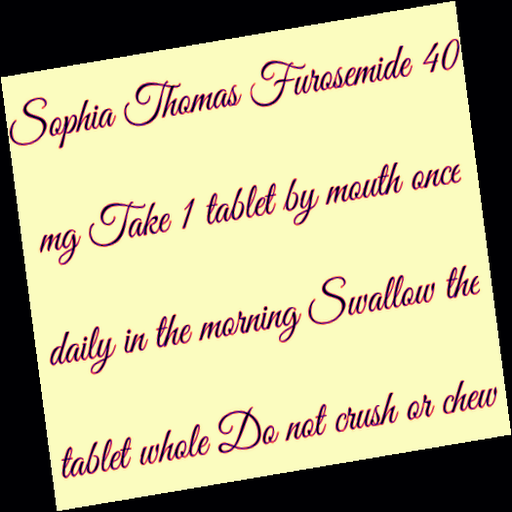 Sophia Thomas Furosemide 40
mg Take 1 tablet by mouth once
daily in the morning Swallow the
tablet whole Do not crush or chew